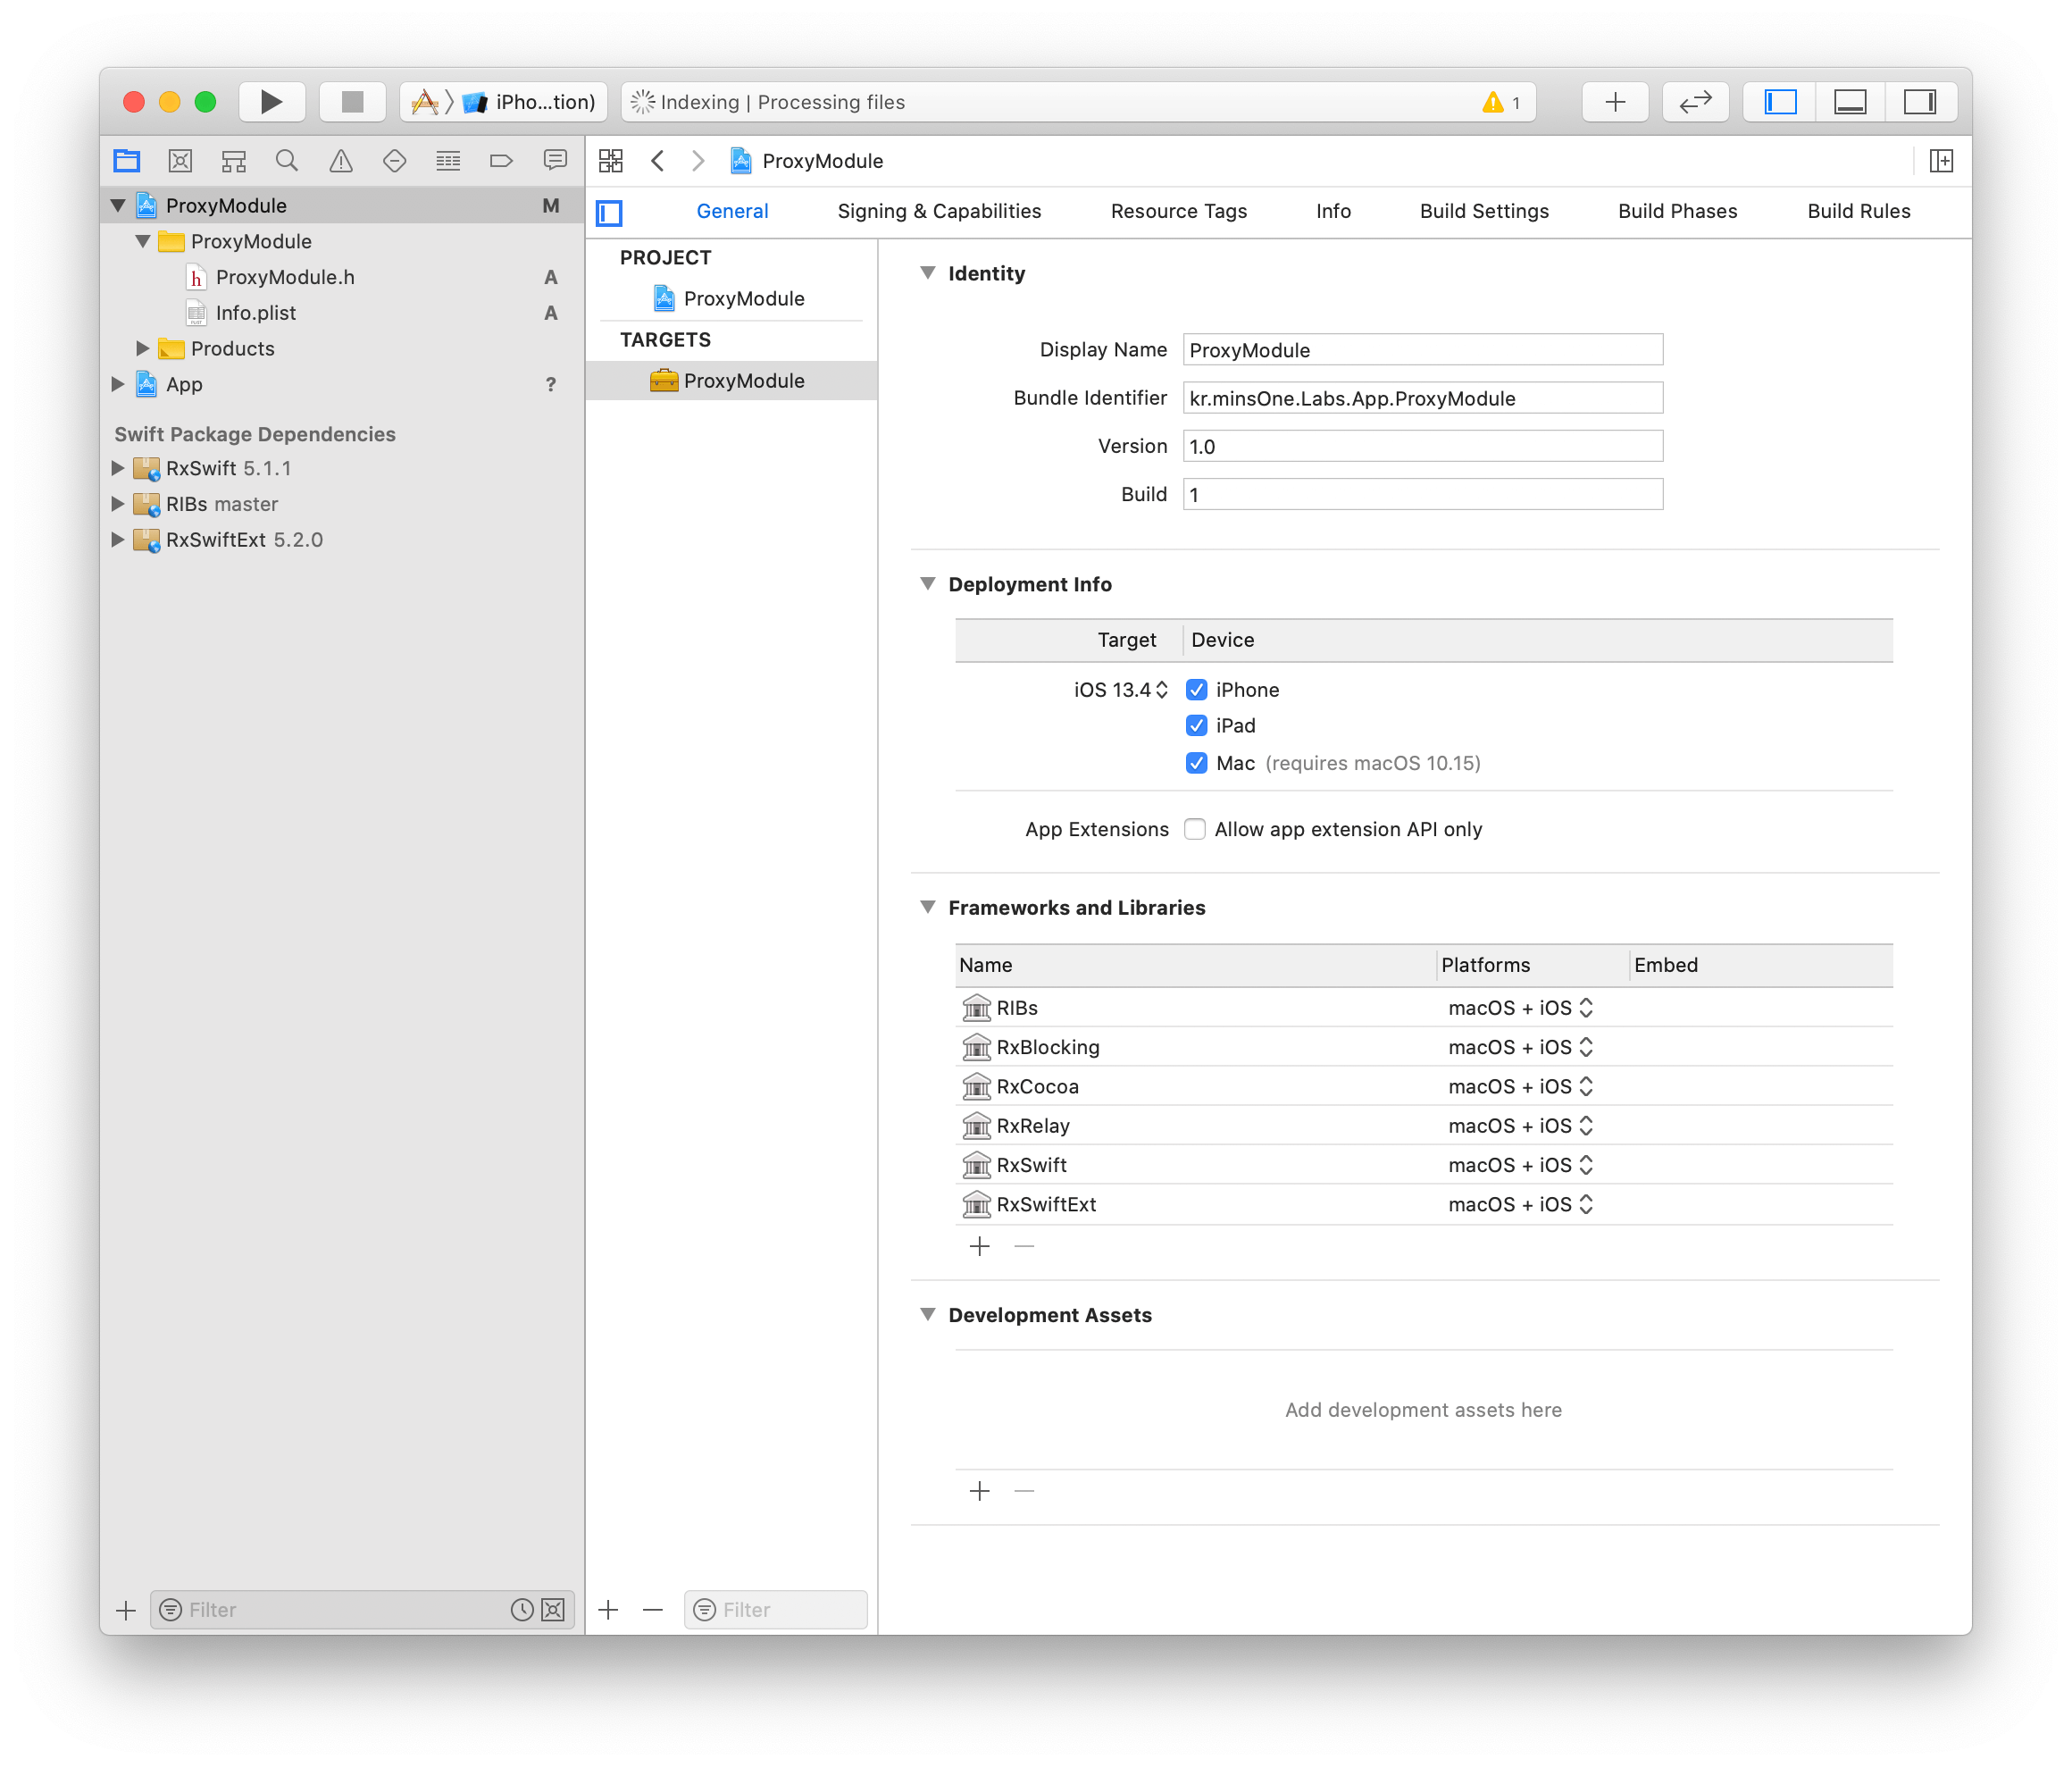 iPho...tion)
Indexing | Processing files
1
ProxyModule
General
Signing & Capabilities
Resource Tags
Info
Build Settings
Build Phases
Build Rules
ProxyModule M
ProxyModule
h ProxyModule.h A
Info.plist A
Products
App ?
Swift Package Dependencies
RxSwift 5.1.1
RIBs master
RxSwiftExt 5.2.0
Filter
PROJECT
ProxyModule
TARGETS
ProxyModule
Filter
Identity
Display Name ProxyModule
Bundle Identifier kr.minsOne.Labs.App.ProxyModule
Version 1.0
Build 1
Deployment Info
Target Device
iOS 13.4 iPhone
iPad
Mac (requires macOS 10.15)
App Extensions Allow app extension API only
Frameworks and Libraries
Name Platforms Embed
RIBs macOS + iOS
RxBlocking macOS + iOS
RxCocoa macOS + iOS
RxRelay macOS + iOS
RxSwift macOS + iOS
RxSwiftExt macOS + iOS
Development Assets
Add development assets here